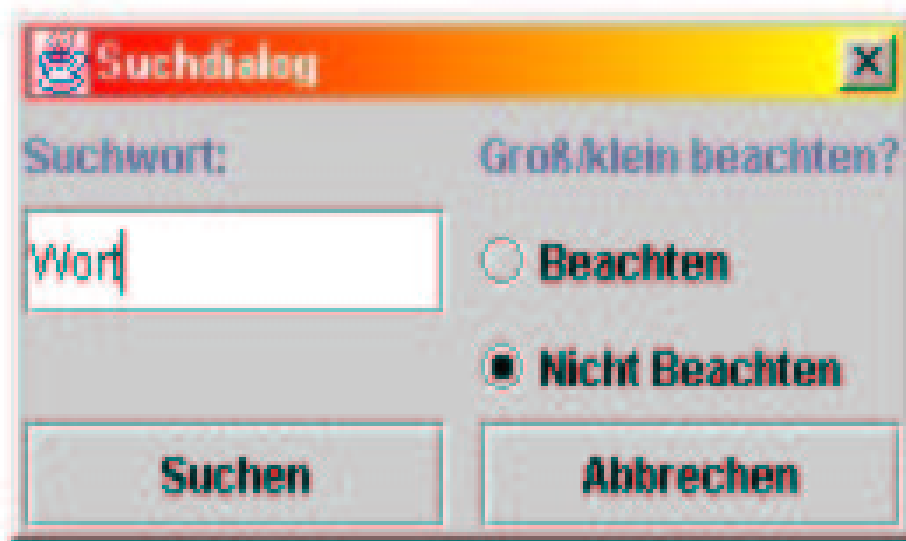 Suchdialog
Suchwort:
Groß/klein beachten?
Wort
Beachten
Nicht Beachten
Suchen
Abbrechen